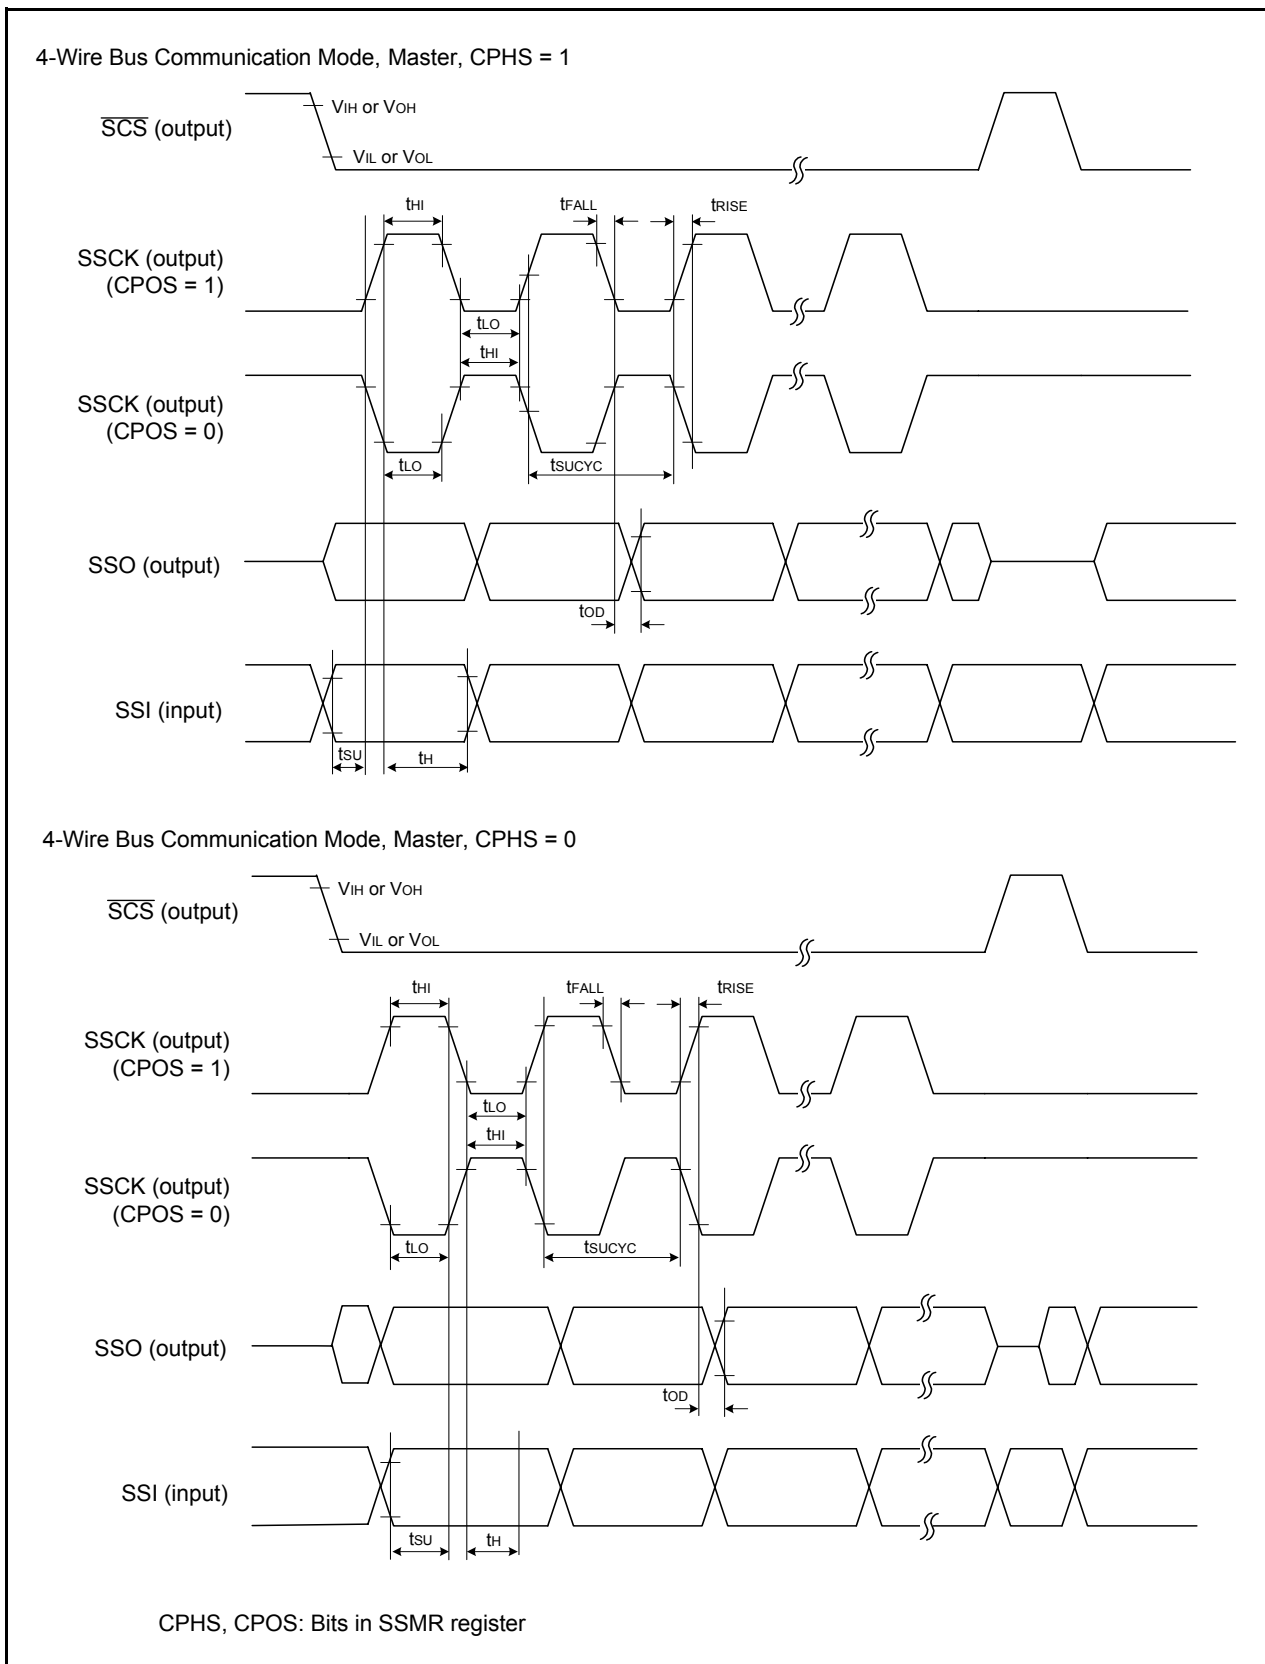 4-Wire Bus Communication Mode, Master, CPHS = 1
VIH or VOH
SCS (output)
VIL or VOL
tHI
tFALL
tRISE
SSCK (output)
(CPOS = 1)
tLO
tHI
SSCK (output)
(CPOS = 0)
tLO
tSUCYC
SSO (output)
tOD
SSI (input)
tSU
tH
4-Wire Bus Communication Mode, Master, CPHS = 0
VIH or VOH
SCS (output)
VIL or VOL
tHI
tFALL
tRISE
SSCK (output)
(CPOS = 1)
tLO
tHI
SSCK (output)
(CPOS = 0)
tLO
tSUCYC
SSO (output)
tOD
SSI (input)
tSU
tH
CPHS, CPOS: Bits in SSMR register